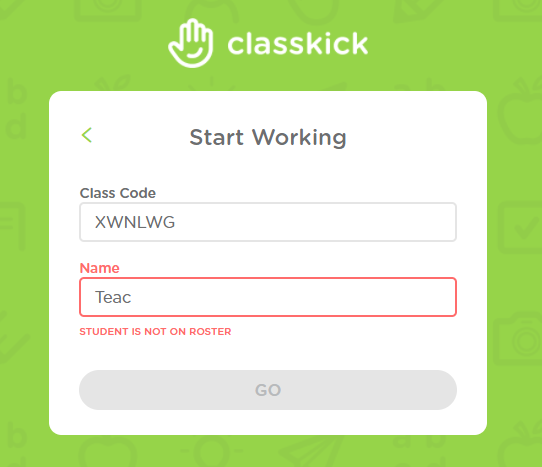 classkick
Start Working
Class Code
XWNLWG
Name
Teac
STUDENT IS NOT ON ROSTER
GO